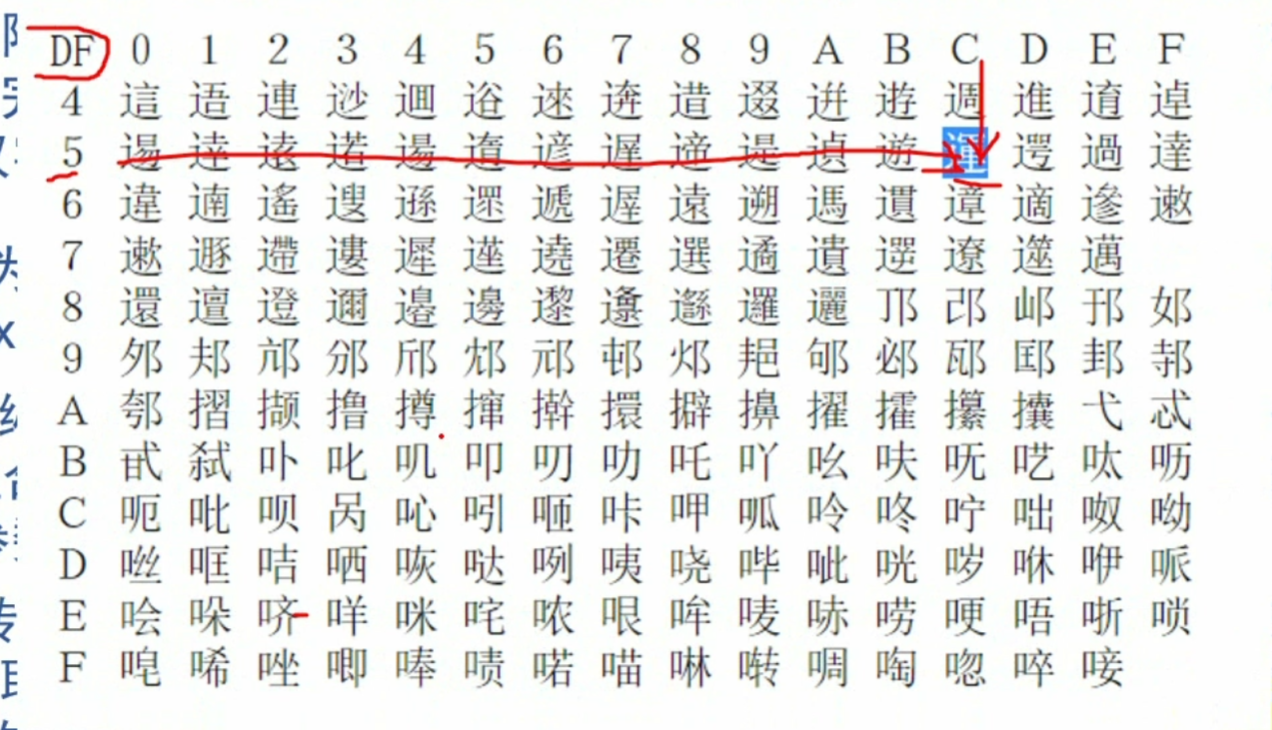 DF 0 1 2 3 4 5 6 7 8 9 A B C D E F
4 這 逜 連 逤 逥 逧 逨 逩 逪 逫 逬 逰 週 進 逳 逴
5 逷 逹 逺 逽 逿 遀 遃 遅 遆 遈 遉 遊 運 遌 過 達
6 違 遖 遙 遚 遜 遝 遞 遟 遠 遡 遤 遦 遧 適 遪 遫
7 遬 遯 遰 遱 遲 遳 遶 遷 選 遹 遺 遻 遼 遾 邁
8 還 邅 邆 邇 邉 邊 邌 邍 邎 邏 邐 邒 邔 邖 邘 邚
9 邜 邞 邟 邠 邤 邥 邧 邨 邩 邫 邭 邲 邷 邼 邽 邿
A 郀 摺 撷 撸 撙 撺 擀 擐 擗 擤 擢 攉 攥 攮 弋 忒
B 甙 弑 卟 叱 叽 叩 叨 叻 吒 吖 吆 呋 呒 呓 呔 呖
C 呃 吡 呗 呙 吣 吲 咂 咔 呷 呱 呤 咚 咛 咄 呶 呦
D 咝 哐 咭 哂 咴 哒 咧 咦 哓 哔 呲 咣 哕 咻 咿 哌
E 哙 哚 哜 咩 咪 咤 哝 哏 哞 唛 哧 唠 哽 唔 哳 唢
F 唣 唏 唑 唧 唪 啧 喏 喵 啉 啭 啁 啕 唿 啐 唼